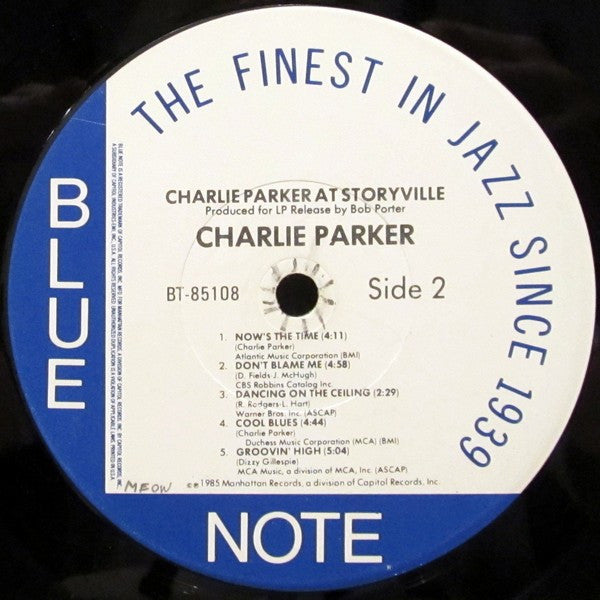 THE FINEST IN JAZZ SINCE 1939
BLUE
NOTE
CHARLIE PARKER AT STORYVILLE
Produced for LP Release by Bob Porter
CHARLIE PARKER
BT-85108
Side 2
1. NOW'S THE TIME (4:11)
(Charlie Parker)
Atlantic Music Corporation (BMI)
2. DON'T BLAME ME (4:58)
(D. Fields-J. McHugh)
CBS Robbins Catalog Inc.
3. DANCING ON THE CEILING (2:29)
(R. Rodgers-L. Hart)
Warner Bros. Inc. (ASCAP)
4. COOL BLUES (4:44)
(Charlie Parker)
Duchess Music Corporation (MCA) (BMI)
5. GROOVIN' HIGH (5:04)
(Dizzy Gillespie)
MCA Music, a division of MCA, Inc. (ASCAP)
MEOW
℗© 1985 Manhattan Records, a division of Capitol Records, Inc.